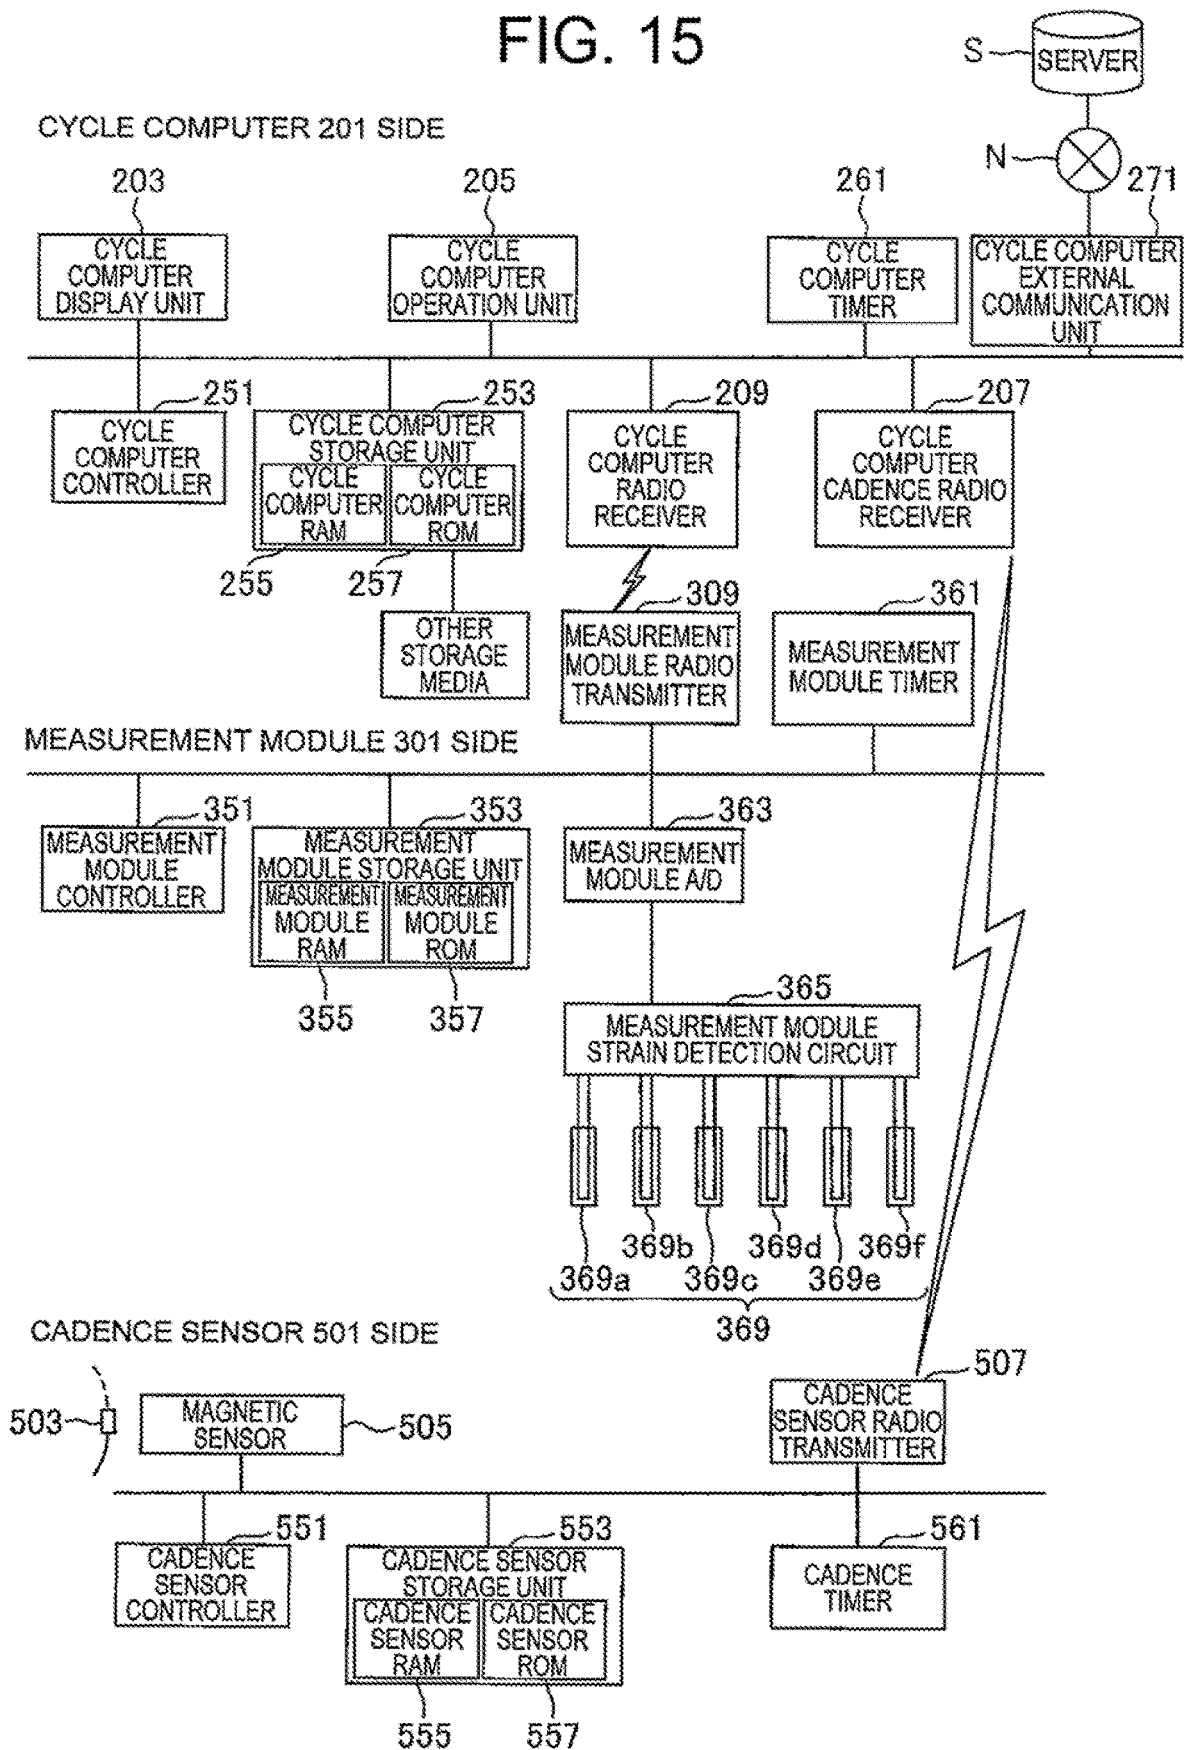 FIG. 15
S
SERVER
CYCLE COMPUTER 201 SIDE
N
203
205
261
271
CYCLE
COMPUTER
DISPLAY UNIT
CYCLE
COMPUTER
OPERATION UNIT
CYCLE
COMPUTER
TIMER
CYCLE COMPUTER
EXTERNAL
COMMUNICATION
UNIT
251
253
209
207
CYCLE
COMPUTER
CONTROLLER
CYCLE COMPUTER
STORAGE UNIT
CYCLE
COMPUTER
RAM
CYCLE
COMPUTER
ROM
CYCLE
COMPUTER
RADIO
RECEIVER
CYCLE
COMPUTER
CADENCE RADIO
RECEIVER
255
257
309
361
OTHER
STORAGE
MEDIA
MEASUREMENT
MODULE RADIO
TRANSMITTER
MEASUREMENT
MODULE TIMER
MEASUREMENT MODULE 301 SIDE
351
353
363
MEASUREMENT
MODULE
CONTROLLER
MEASUREMENT
MODULE STORAGE UNIT
MEASUREMENT
MODULE
RAM
MEASUREMENT
MODULE
ROM
MEASUREMENT
MODULE A/D
355
357
365
MEASUREMENT MODULE
STRAIN DETECTION CIRCUIT
369b
369d
369f
369a
369c
369e
369
CADENCE SENSOR 501 SIDE
507
503
MAGNETIC
SENSOR
505
CADENCE
SENSOR RADIO
TRANSMITTER
551
553
561
CADENCE
SENSOR
CONTROLLER
CADENCE SENSOR
STORAGE UNIT
CADENCE
SENSOR
RAM
CADENCE
SENSOR
ROM
CADENCE
TIMER
555
557